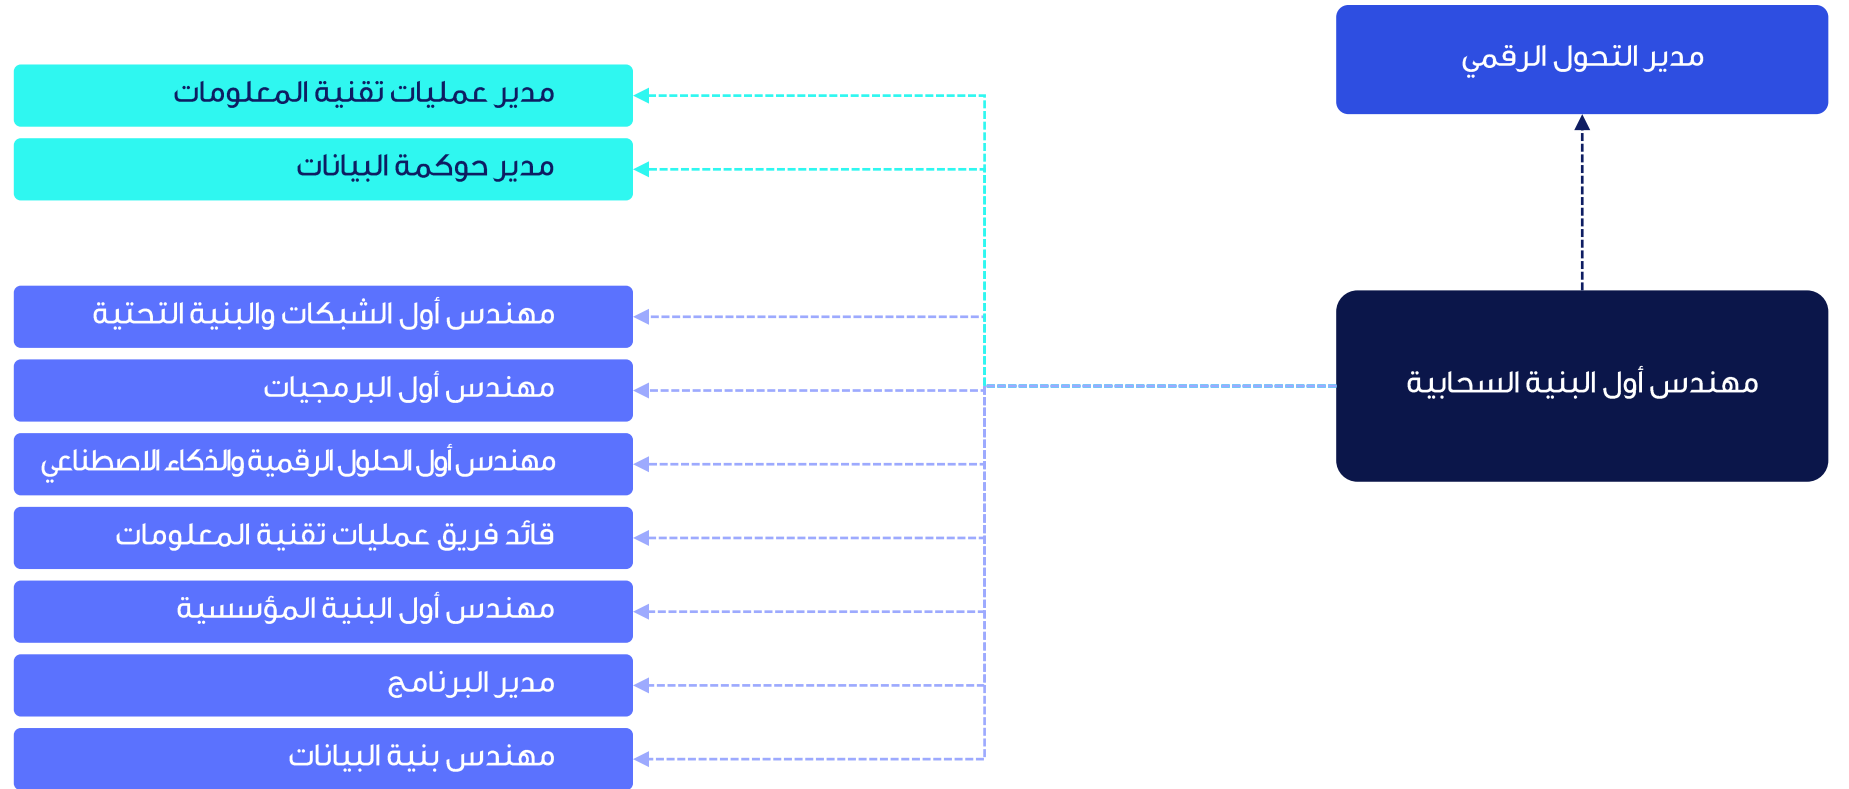 مدير التحول الرقمي
مهندس أول البنية السحابية
مدير عمليات تقنية المعلومات
مدير حوكمة البيانات
مهندس أول الشبكات والبنية التحتية
مهندس أول البرمجيات
مهندس أول الحلول الرقمية والذكاء الاصطناعي
قائد فريق عمليات تقنية المعلومات
مهندس أول البنية المؤسسية
مدير البرنامج
مهندس بنية البيانات